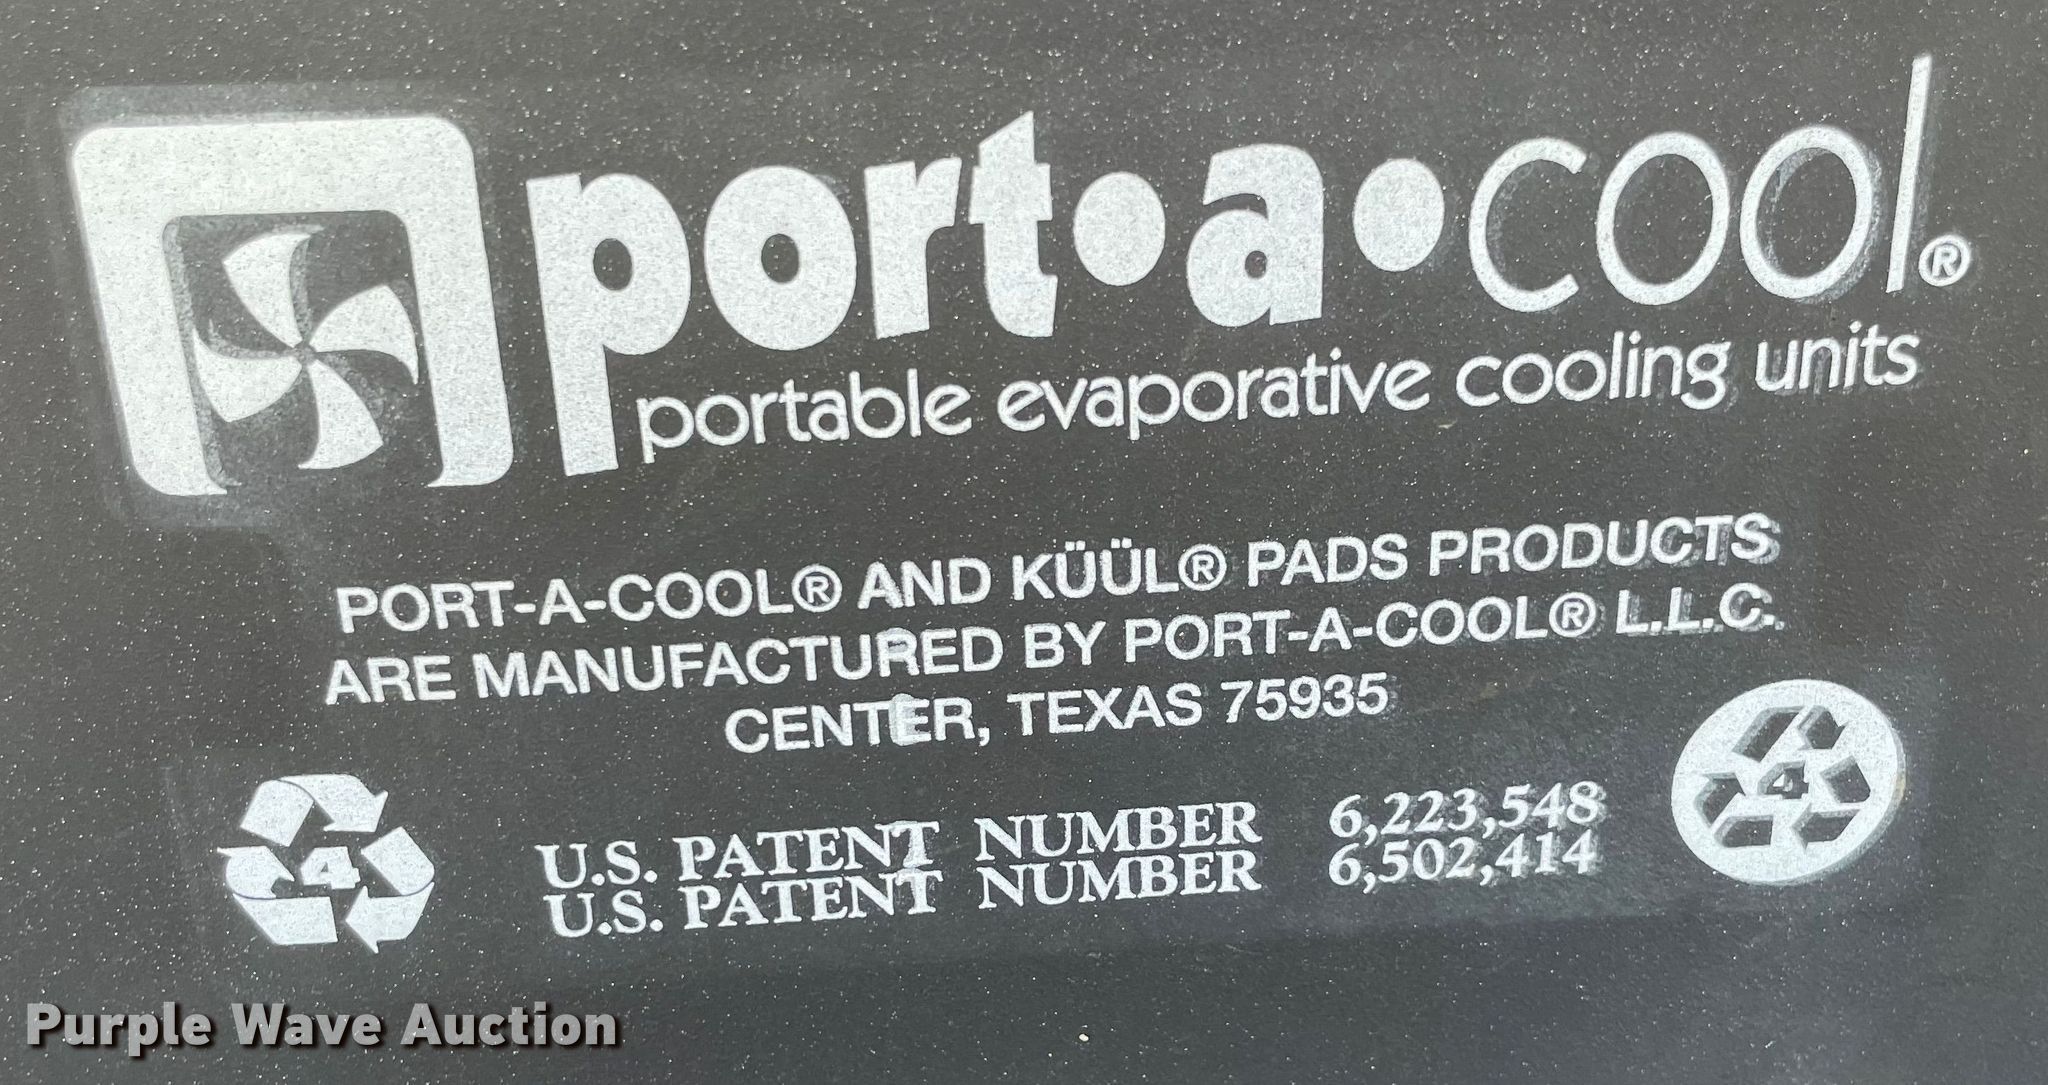 port•a•cool®
portable evaporative cooling units
PORT-A-COOL® AND KÜÜL® PADS PRODUCTS
ARE MANUFACTURED BY PORT-A-COOL® L.L.C.
CENTER, TEXAS 75935
4
U.S. PATENT NUMBER 6,223,548
U.S. PATENT NUMBER 6,502,414
4
Purple Wave Auction